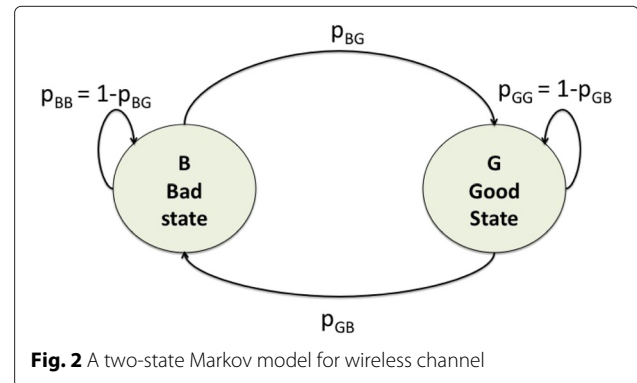 p_BG
p_BB = 1-p_BG
p_GG = 1-p_GB
B
Bad
state
G
Good
State
p_GB
Fig. 2 A two-state Markov model for wireless channel